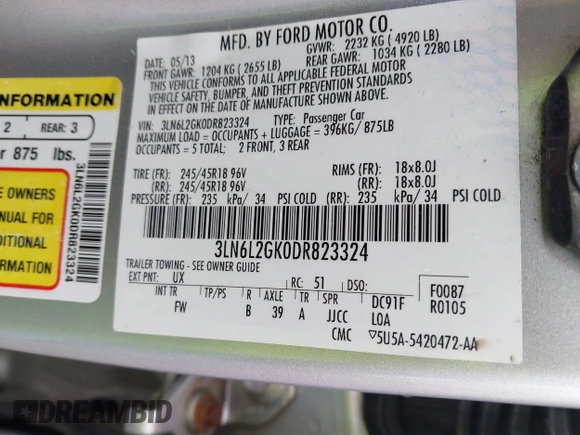 MFD. BY FORD MOTOR CO.
DATE: 05/13
GVWR: 2232 KG ( 4920 LB)
FRONT GAWR: 1204 KG ( 2655 LB)
REAR GAWR: 1034 KG ( 2280 LB)
THIS VEHICLE CONFORMS TO ALL APPLICABLE FEDERAL MOTOR
VEHICLE SAFETY, BUMPER, AND THEFT PREVENTION STANDARDS
IN EFFECT ON THE DATE OF MANUFACTURE SHOWN ABOVE.
VIN: 3LN6L2GK0DR823324 TYPE: Passenger Car
MAXIMUM LOAD = OCCUPANTS + LUGGAGE = 396KG/ 875LB
OCCUPANTS = 5 TOTAL; 2 FRONT, 3 REAR
TIRE (FR): 245/45R18 96V RIMS (FR): 18x8.0J
(RR): 245/45R18 96V (RR): 18x8.0J
PRESSURE (FR): 235 kPa/ 34 PSI COLD (RR): 235 kPa/ 34 PSI COLD
3LN6L2GK0DR823324
TRAILER TOWING - SEE OWNER GUIDE
EXT PNT: UX RC: 51 DC91F F0087
INT TR TP/PS R AXLE TR SPR LOA R0105
FW B 39 A JJCC
CMC ▽5U5A-5420472-AA
INFORMATION
2 REAR: 3
875 lbs.
OWNERS
MANUAL FOR
ADDITIONAL
INFORMATION
3LN6L2GK0DR823324
DREAMBID